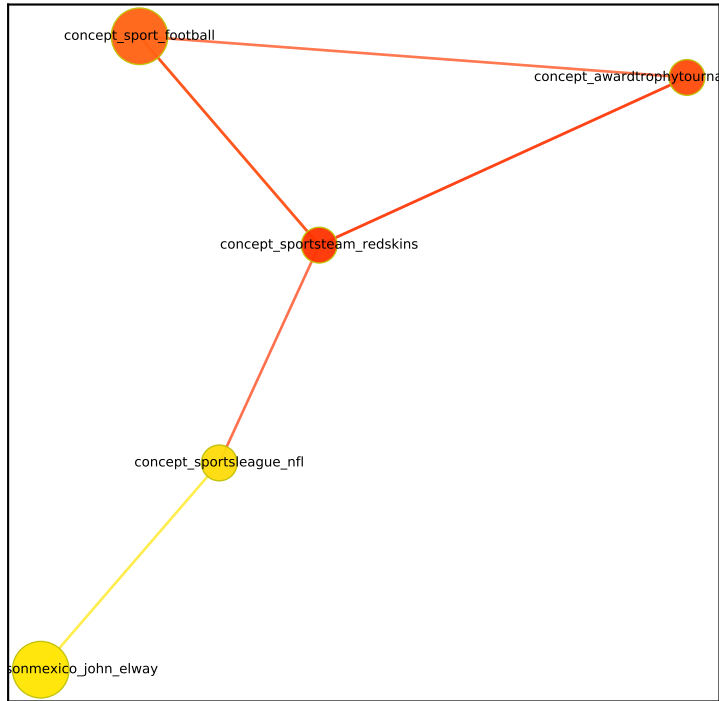 concept_sport_football
concept_awardtrophytourna
concept_sportsteam_redskins
concept_sportsleague_nfl
sonmexico_john_elway